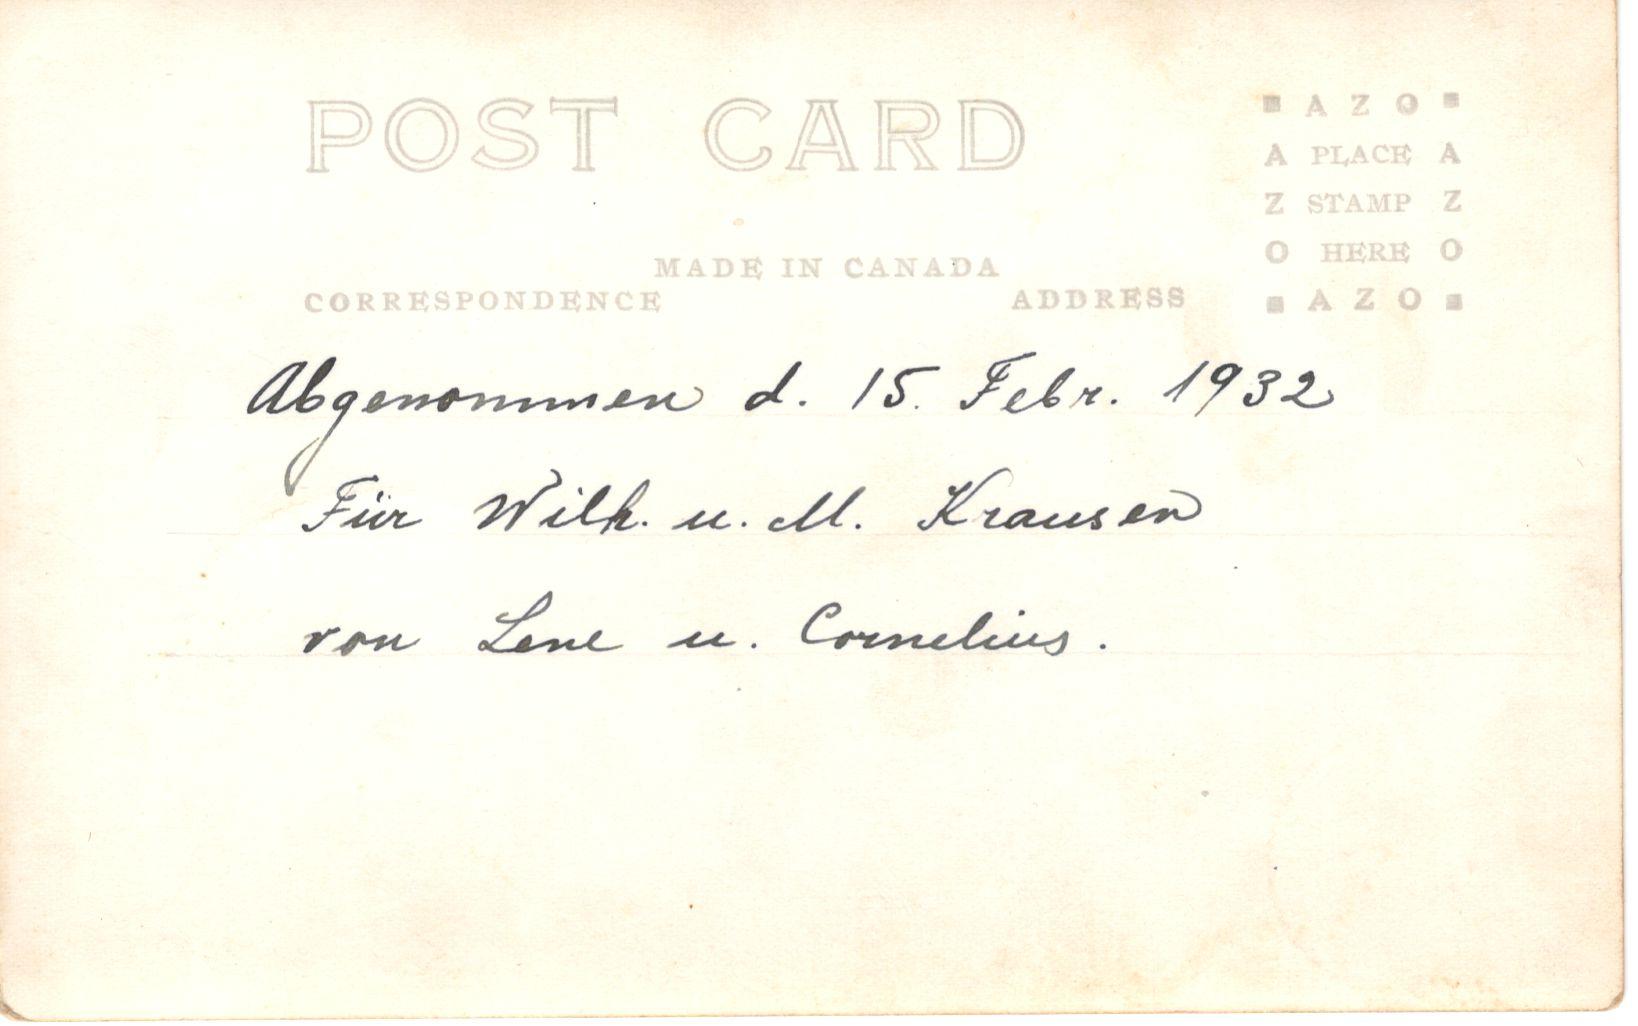 POST CARD
MADE IN CANADA
CORRESPONDENCE
ADDRESS
AZO
A PLACE A
Z STAMP Z
O HERE O
AZO
Abgenommen d. 15. Febr. 1932
Für Wilh. u. M. Krausen
von Lene u. Cornelius.